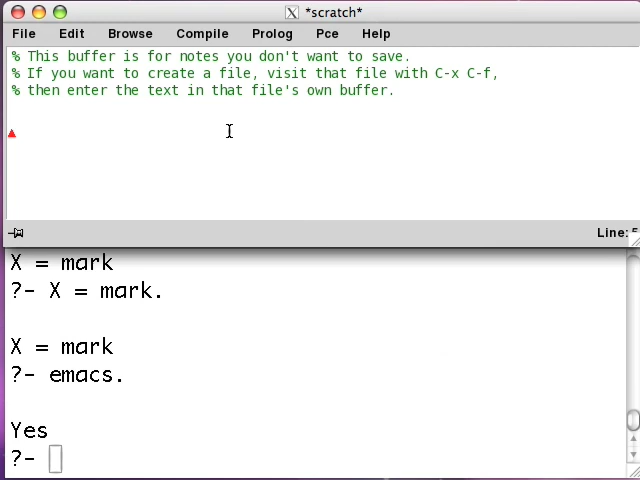 *scratch*
File Edit Browse Compile Prolog Pce Help
% This buffer is for notes you don't want to save.
% If you want to create a file, visit that file with C-x C-f,
% then enter the text in that file's own buffer.
Line: 5
X = mark
?- X = mark.
X = mark
?- emacs.
Yes
?-